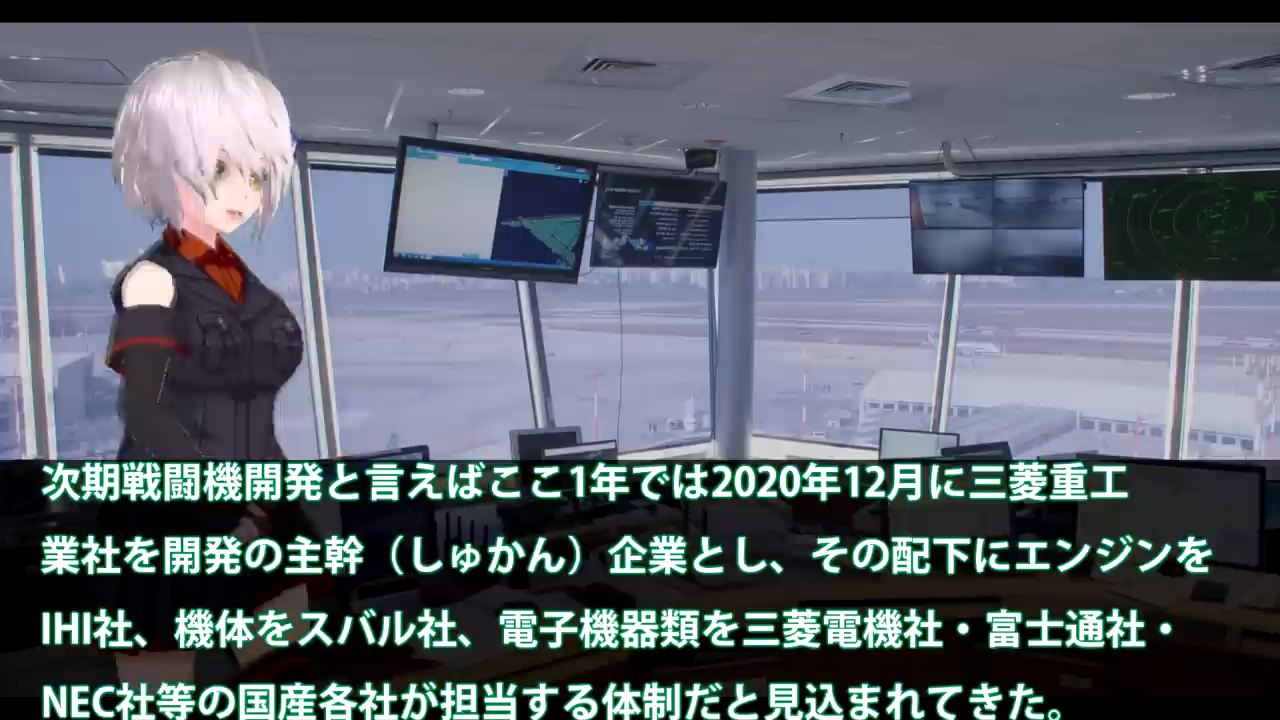 次期戦闘機開発と言えばここ1年では2020年12月に三菱重工
業社を開発の主幹（しゅかん）企業とし、その配下にエンジンを
IHI社、機体をスバル社、電子機器類を三菱電機社・富士通社・
NEC社等の国産各社が担当する体制だと見込まれてきた。